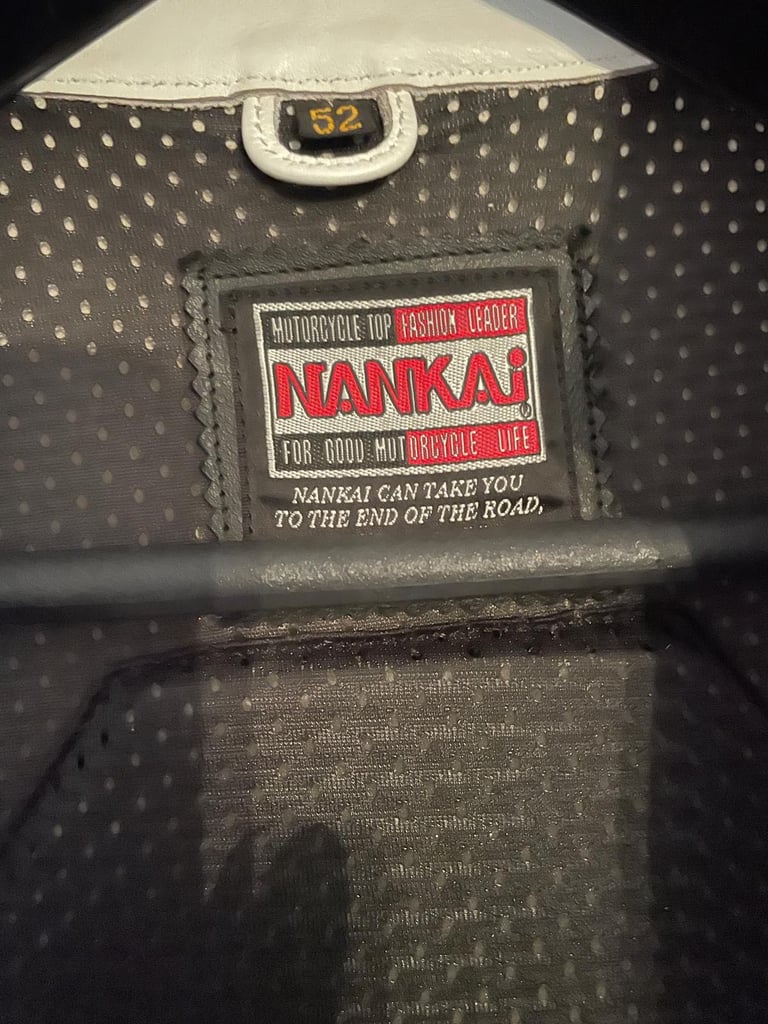 52
MOTORCYCLE TOP FASHION LEADER
NANKAI
®
FOR GOOD MOTORCYCLE LIFE
NANKAI CAN TAKE YOU
TO THE END OF THE ROAD,